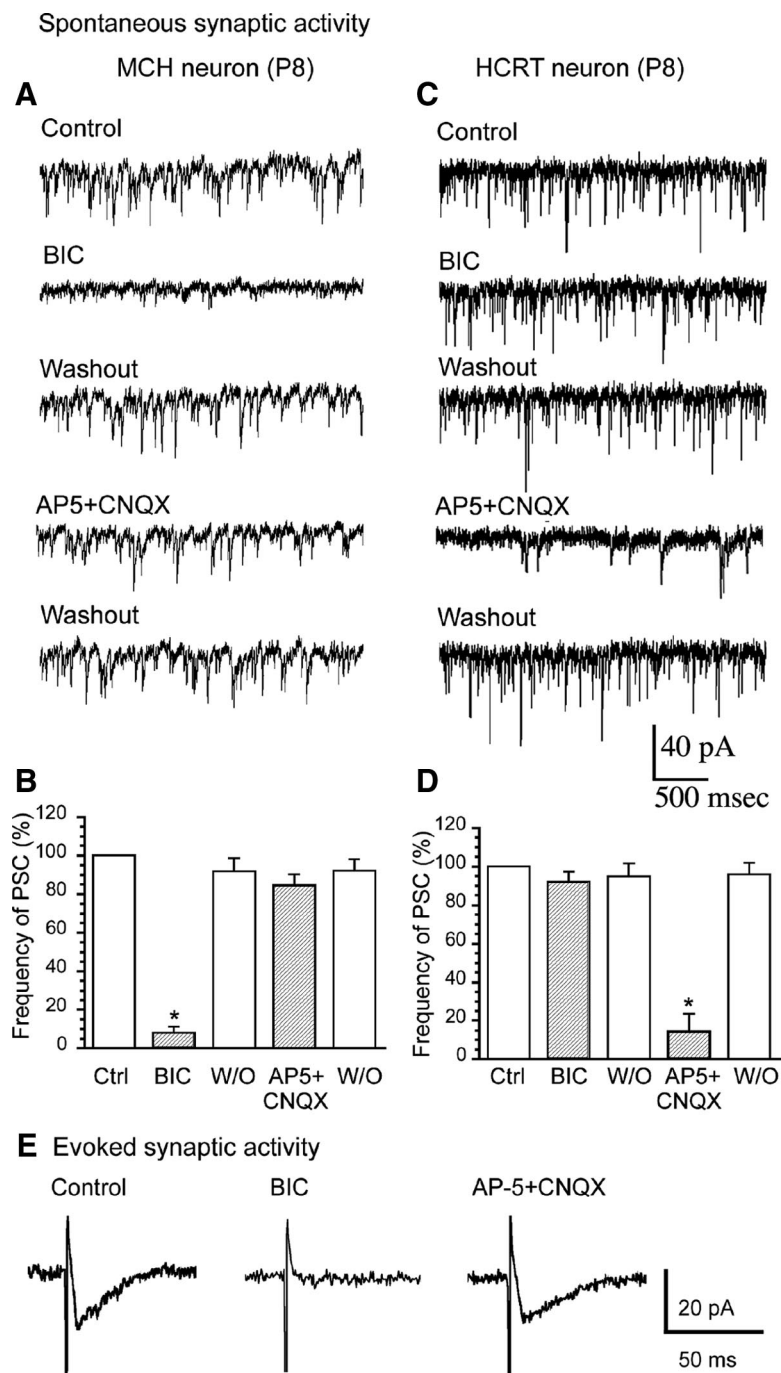 Spontaneous synaptic activity
MCH neuron (P8)
HCRT neuron (P8)
A
Control
BIC
Washout
AP5+CNQX
Washout
C
Control
BIC
Washout
AP5+CNQX
Washout
40 pA
500 msec
B
Frequency of PSC (%)
120
100
80
60
40
20
0
*
Ctrl BIC W/O AP5+ W/O
CNQX
D
Frequency of PSC (%)
120
100
80
60
40
20
0
*
Ctrl BIC W/O AP5+ W/O
CNQX
E Evoked synaptic activity
Control BIC AP-5+CNQX
20 pA
50 ms